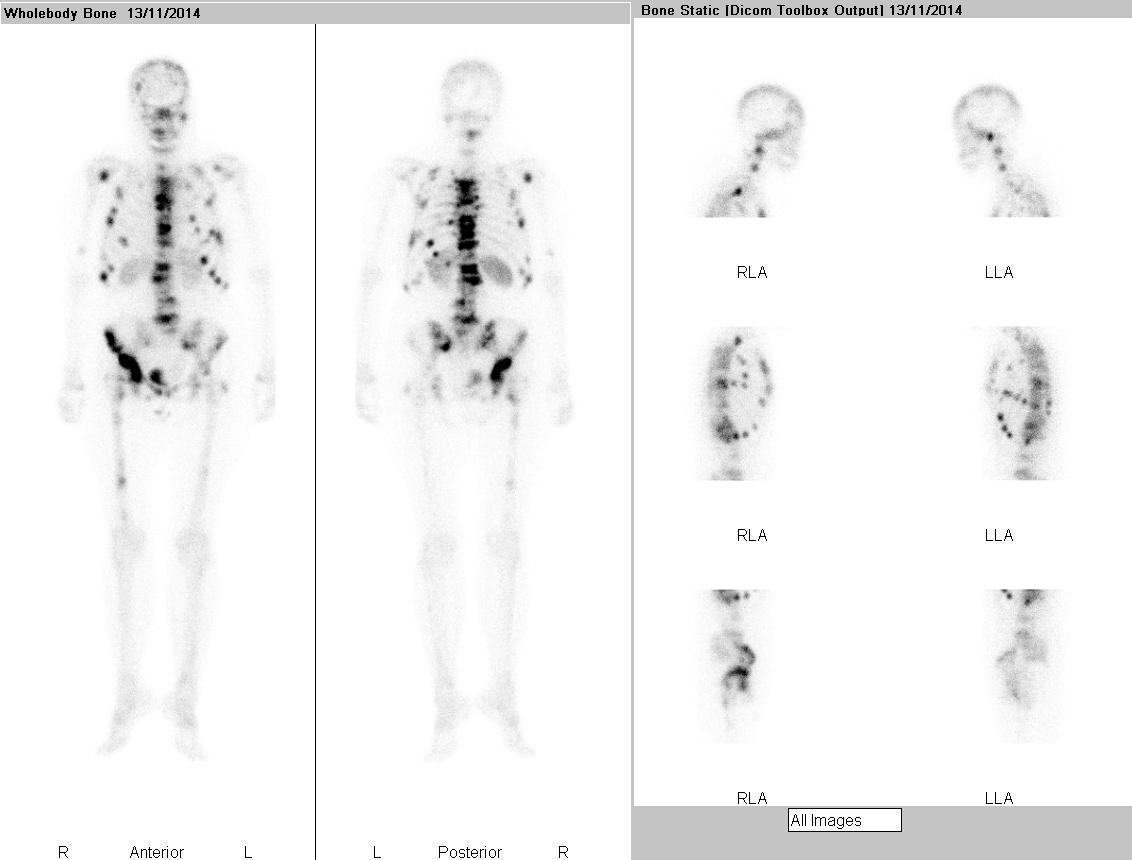 Wholebody Bone 13/11/2014
R Anterior L
L Posterior R
Bone Static [Dicom Toolbox Output] 13/11/2014
RLA LLA
RLA LLA
RLA LLA
All Images